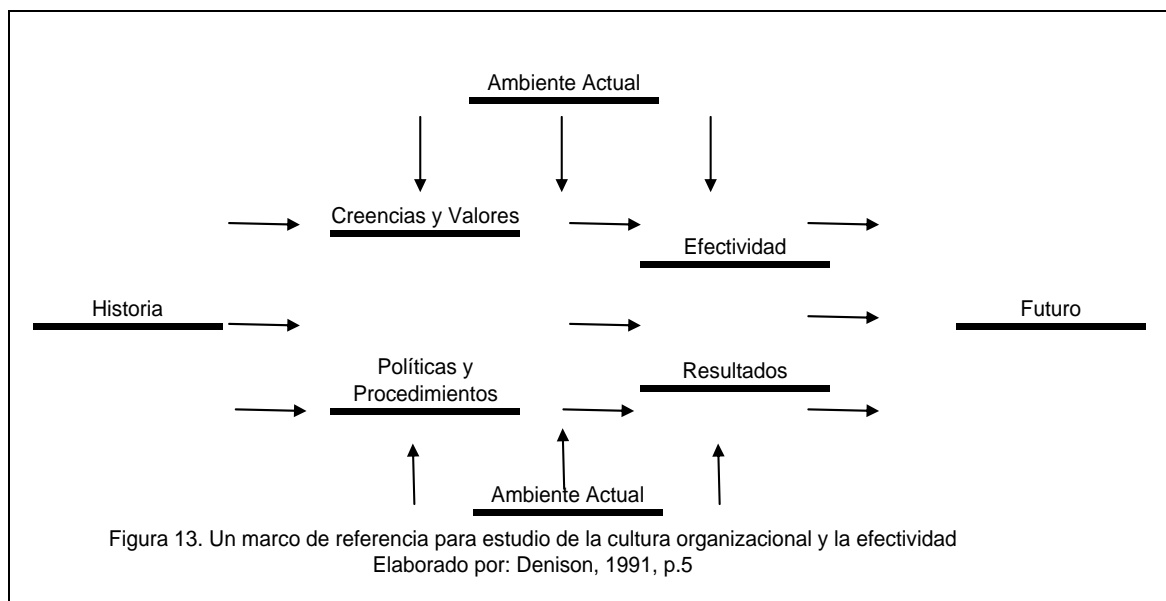 Ambiente Actual
Creencias y Valores
Efectividad
Historia
Futuro
Políticas y
Procedimientos
Resultados
Ambiente Actual
Figura 13. Un marco de referencia para estudio de la cultura organizacional y la efectividad
Elaborado por: Denison, 1991, p.5